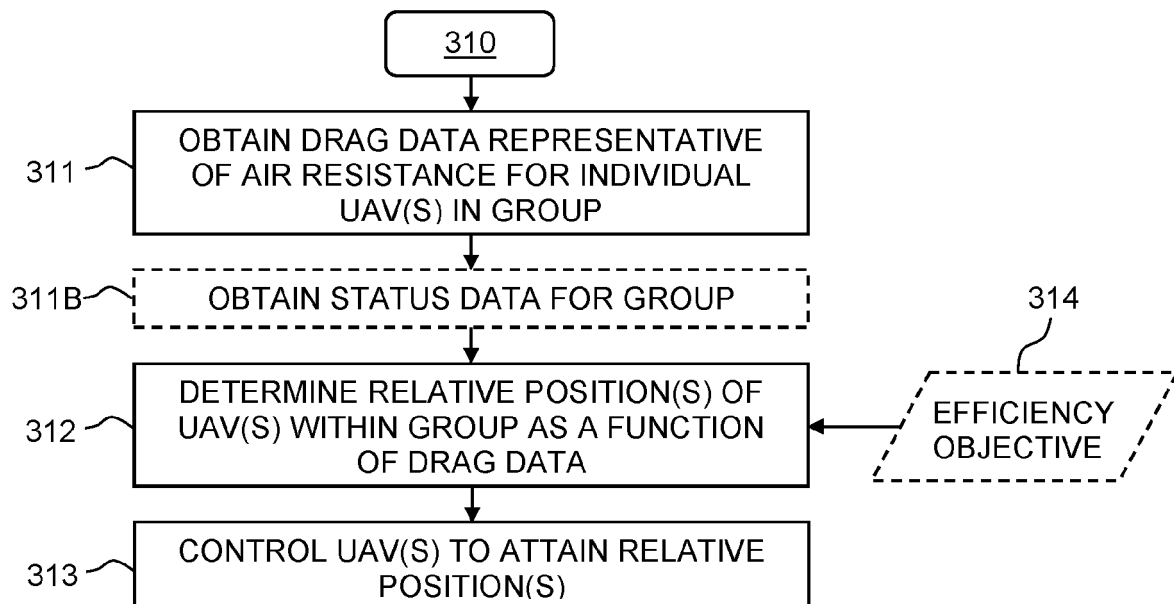 310
311
OBTAIN DRAG DATA REPRESENTATIVE
OF AIR RESISTANCE FOR INDIVIDUAL
UAV(S) IN GROUP
311B
OBTAIN STATUS DATA FOR GROUP
314
312
DETERMINE RELATIVE POSITION(S) OF
UAV(S) WITHIN GROUP AS A FUNCTION
OF DRAG DATA
EFFICIENCY
OBJECTIVE
313
CONTROL UAV(S) TO ATTAIN RELATIVE
POSITION(S)